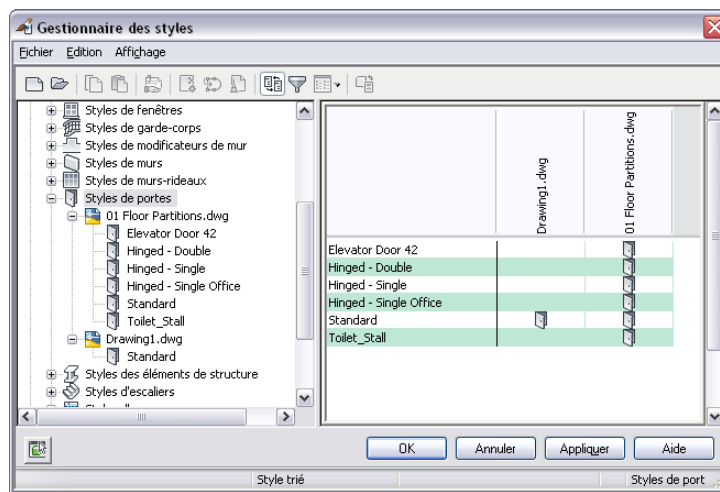 Gestionnaire des styles
Fichier Edition Affichage
Styles de fenêtres
Styles de garde-corps
Styles de modificateurs de mur
Styles de murs
Styles de murs-rideaux
Styles de portes
01 Floor Partitions.dwg
Elevator Door 42
Hinged - Double
Hinged - Single
Hinged - Single Office
Standard
Toilet_Stall
Drawing1.dwg
Standard
Styles des éléments de structure
Styles d'escaliers
Drawing1.dwg
01 Floor Partitions.dwg
Elevator Door 42
Hinged - Double
Hinged - Single
Hinged - Single Office
Standard
Toilet_Stall
OK Annuler Appliquer Aide
Style trié Styles de port